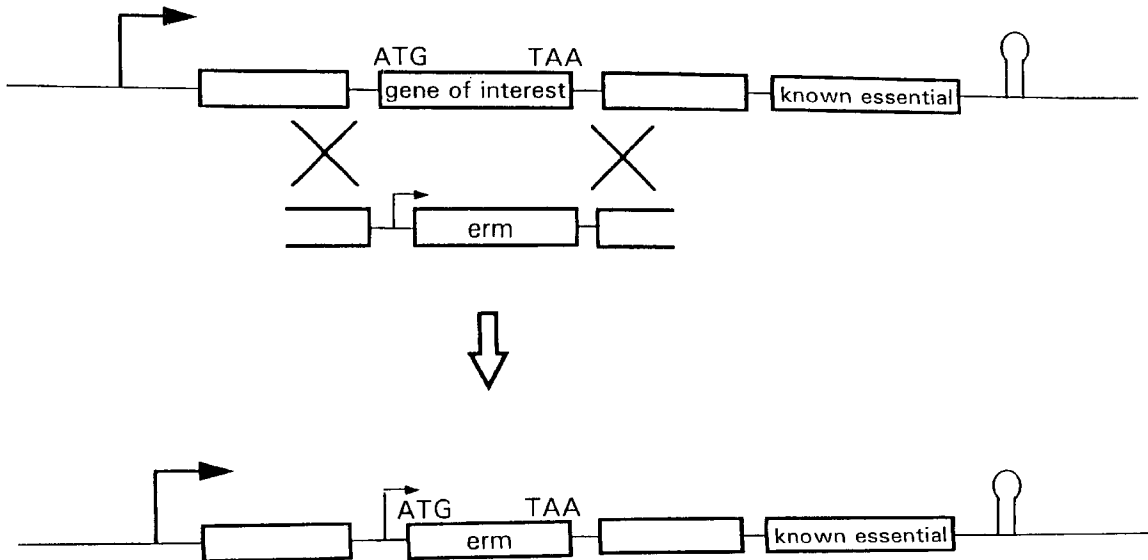 ATG TAA
gene of interest
known essential
erm
ATG TAA
erm
known essential